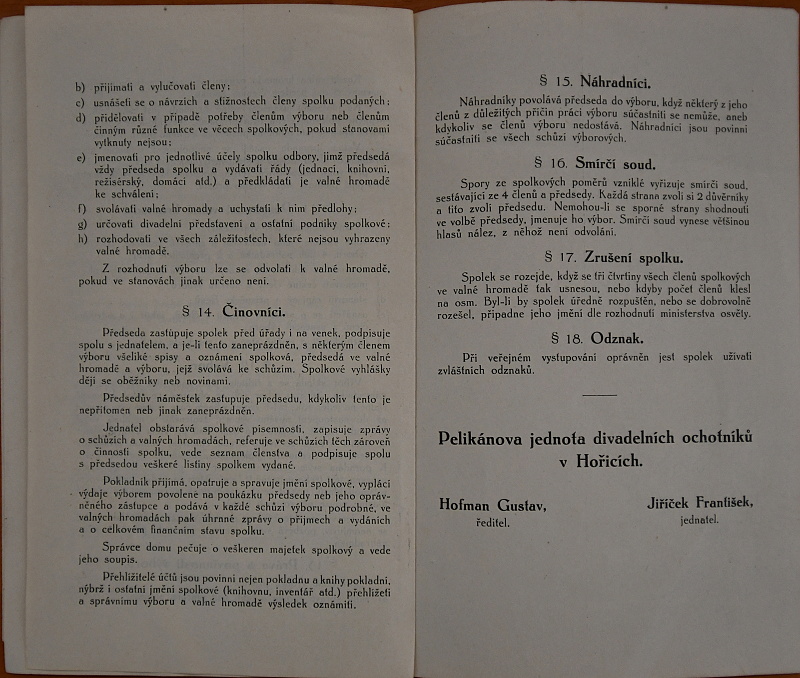 b) přijímati a vylučovati členy;
c) usnášeti se o návrzích a stížnostech členy spolku podaných;
d) přidělovati v případě potřeby členům výboru neb členům
činným různé funkce ve věcech spolkových, pokud stanovami
vytknuty nejsou;
e) jmenovati pro jednotlivé účely spolku odbory, jimž předsedá
vždy předseda spolku a vydávati řády (jednací, knihovní,
režisérský, domácí atd.) a předkládati je valné hromadě
ke schválení;
f) svolávati valné hromady a uchystati k nim předlohy;
g) určovati divadelní představení a ostatní podniky spolkové;
h) rozhodovati ve všech záležitostech, které nejsou vyhrazeny
valné hromadě.
Z rozhodnutí výboru lze se odvolati k valné hromadě,
pokud ve stanovách jinak určeno není.
§ 14. Činovníci.
Předseda zastupuje spolek před úřady i na venek, podpisuje
spolu s jednatelem, a je-li tento zaneprázdněn, s některým členem
výboru všeliké spisy a oznámení spolková, předsedá ve valné
hromadě a výboru, jejž svolává ke schůzím. Spolkové vyhlášky
dějí se oběžníky neb novinami.
Předsedův náměstek zastupuje předsedu, kdykoliv tento je
nepřítomen neb jinak zaneprázdněn.
Jednatel obstarává spolkové písemnosti, zapisuje zprávy
o schůzích a valných hromadách, referuje ve schůzích těch zároveň
o činnosti spolku, vede seznam členstva a podpisuje spolu
s předsedou veškeré listiny spolkem vydané.
Pokladník přijímá, opatruje a spravuje jmění spolkové, vyplácí
výdaje výborem povolené na poukázku předsedy neb jeho opráv-
něného zástupce a podává v každé schůzi výboru podrobné, ve
valných hromadách pak úhrnné zprávy o příjmech a vydáních
a o celkovém finančním stavu spolku.
Správce domu pečuje o veškeren majetek spolkový a vede
jeho soupis.
Přehlížitelé účtů jsou povinni nejen pokladnu a knihy pokladní,
nýbrž i ostatní jmění spolkové (knihovnu, inventář atd.) přehlížeti
a správnímu výboru a valné hromadě výsledek oznámiti.
§ 15. Náhradníci.
Náhradníky povolává předseda do výboru, když některý z jeho
členů z důležitých příčin prací výboru súčastniti se nemůže, aneb
kdykoliv se členů výboru nedostává. Náhradníci jsou povinni
súčastniti se všech schůzí výborových.
§ 16. Smírčí soud.
Spory ze spolkových poměrů vzniklé vyřizuje smírčí soud,
sestávající ze 4 členů a předsedy. Každá strana zvolí si 2 důvěrníky
a tito zvolí předsedu. Nemohou-li se sporné strany shodnouti
ve volbě předsedy, jmenuje ho výbor. Smírčí soud vynese většinou
hlasů nález, z něhož není odvolání.
§ 17. Zrušení spolku.
Spolek se rozejde, když se tři čtvrtiny všech členů spolkových
ve valné hromadě tak usnesou, nebo kdyby počet členů klesl
na osm. Byl-li by spolek úředně rozpuštěn, nebo se dobrovolně
rozešel, připadne jeho jmění dle rozhodnutí ministerstva osvěty.
§ 18. Odznak.
Při veřejném vystupování oprávněn jest spolek užívati
zvláštních odznaků.
Pelikánova jednota divadelních ochotníků
v Hořicích.
Hofman Gustav,
ředitel.
Jiříček František,
jednatel.